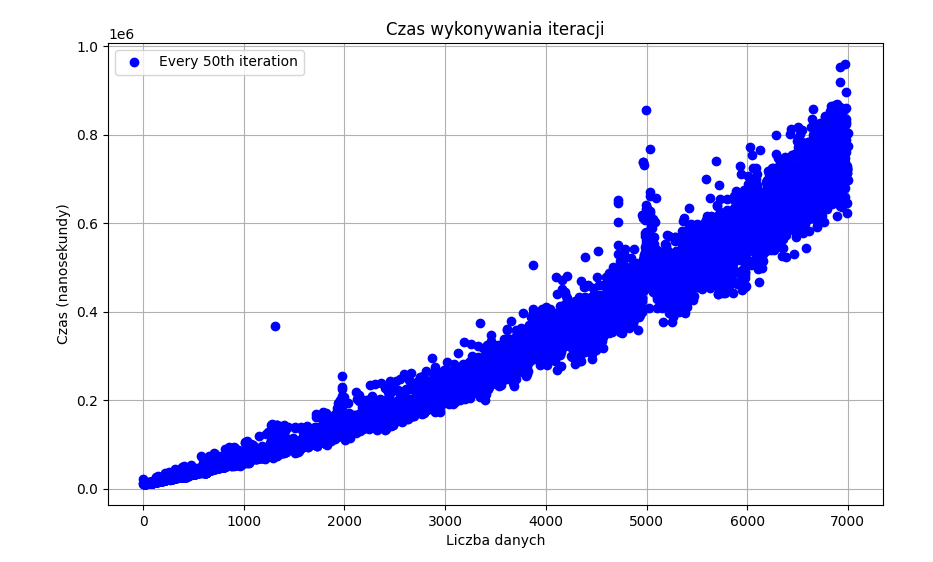 Czas wykonywania iteracji
1e6
Every 50th iteration
1.0
0.8
0.6
0.4
0.2
0.0
Czas (nanosekundy)
0 1000 2000 3000 4000 5000 6000 7000
Liczba danych